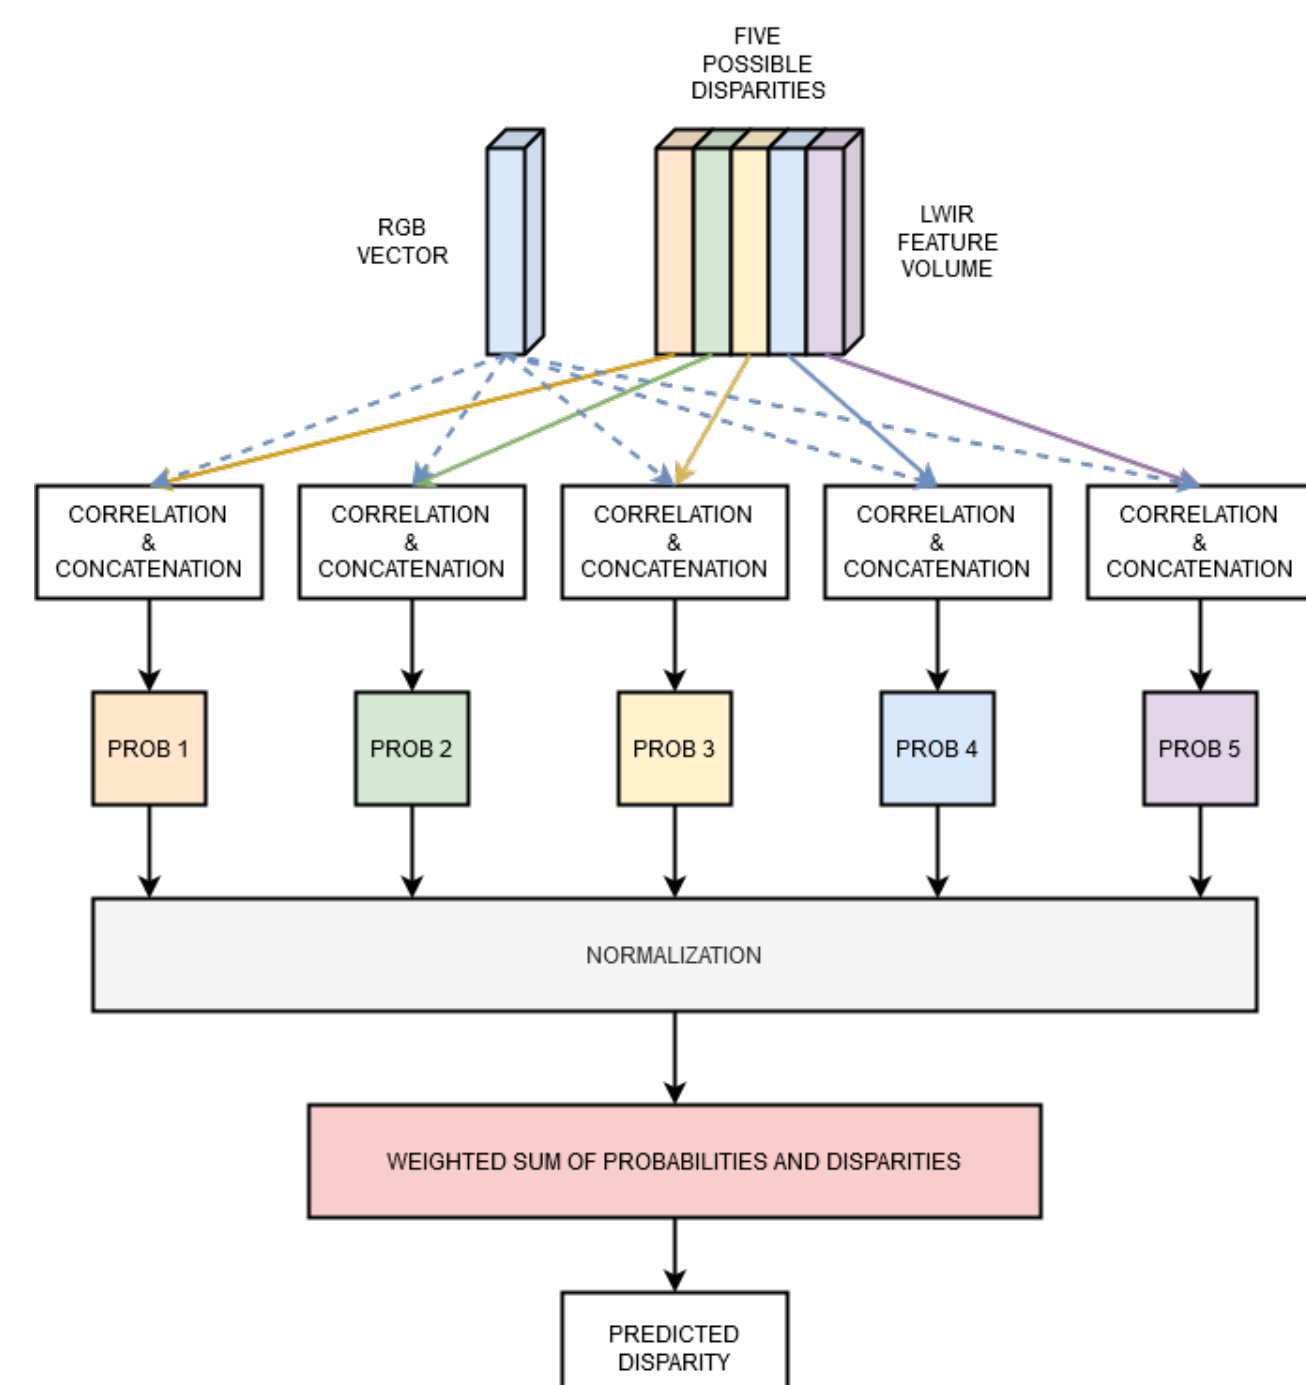 FIVE
POSSIBLE
DISPARITIES
RGB
VECTOR
LWIR
FEATURE
VOLUME
CORRELATION
&
CONCATENATION
CORRELATION
&
CONCATENATION
CORRELATION
&
CONCATENATION
CORRELATION
&
CONCATENATION
CORRELATION
&
CONCATENATION
PROB 1
PROB 2
PROB 3
PROB 4
PROB 5
NORMALIZATION
WEIGHTED SUM OF PROBABILITIES AND DISPARITIES
PREDICTED
DISPARITY